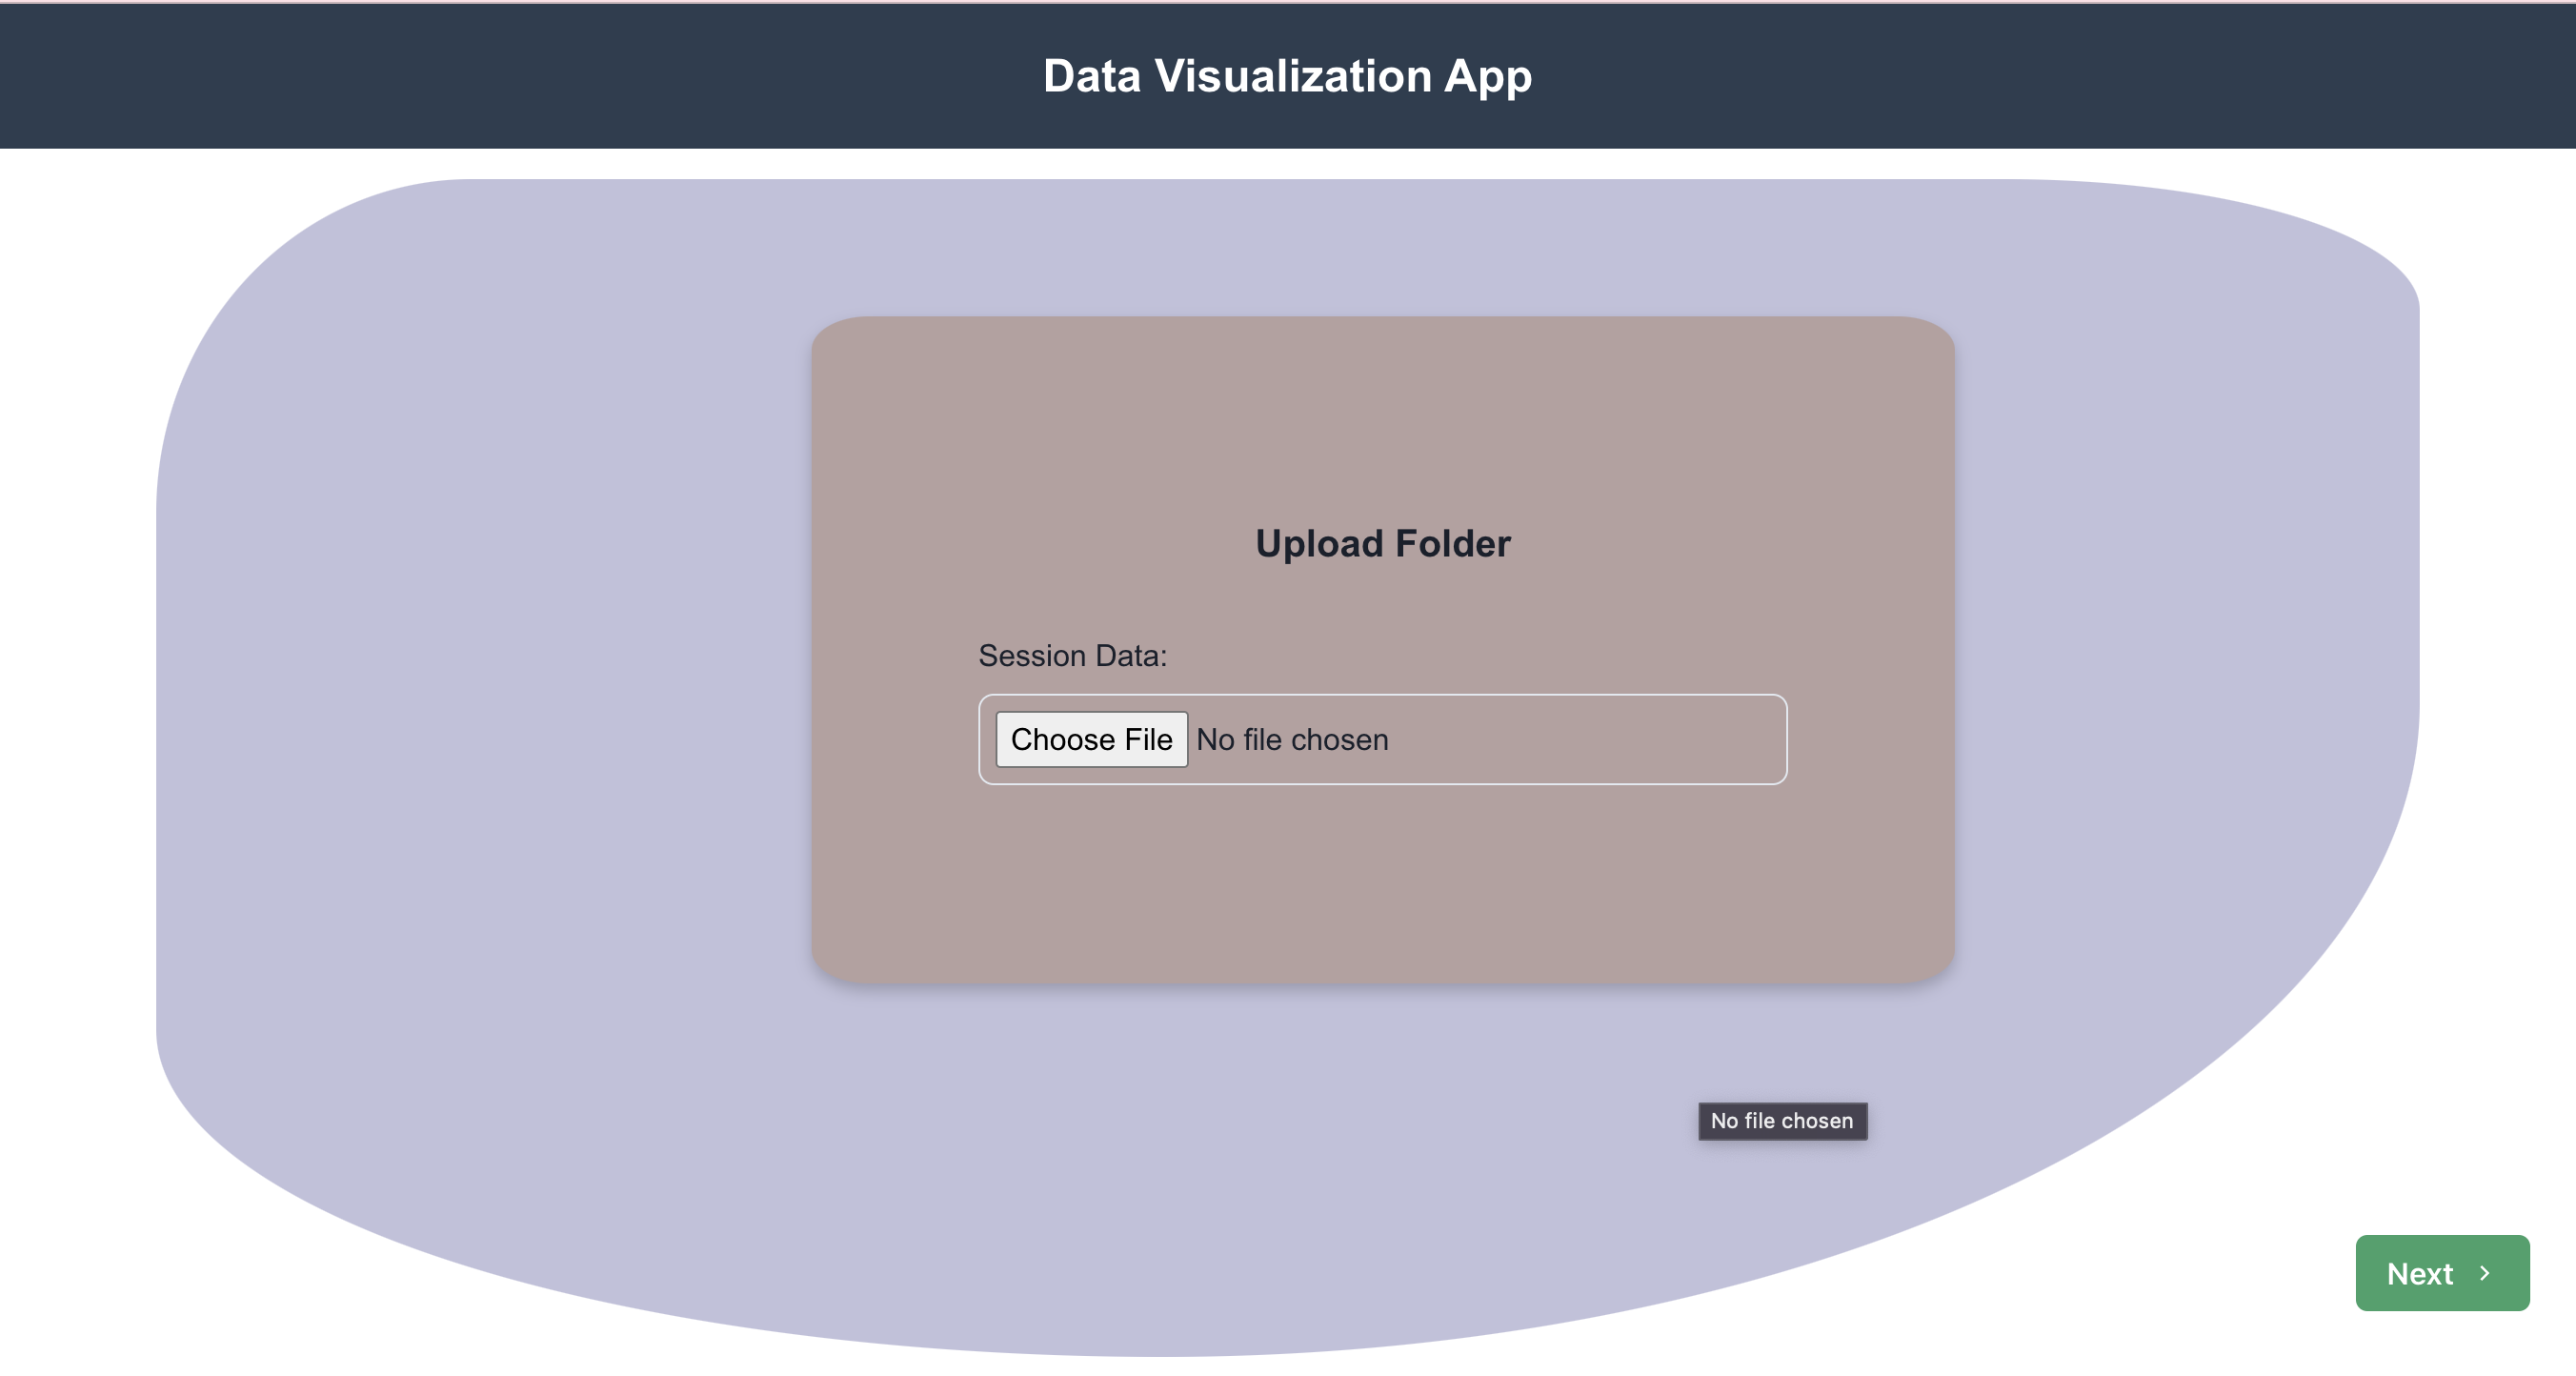 Data Visualization App
Upload Folder
Session Data:
Choose File No file chosen
No file chosen
Next